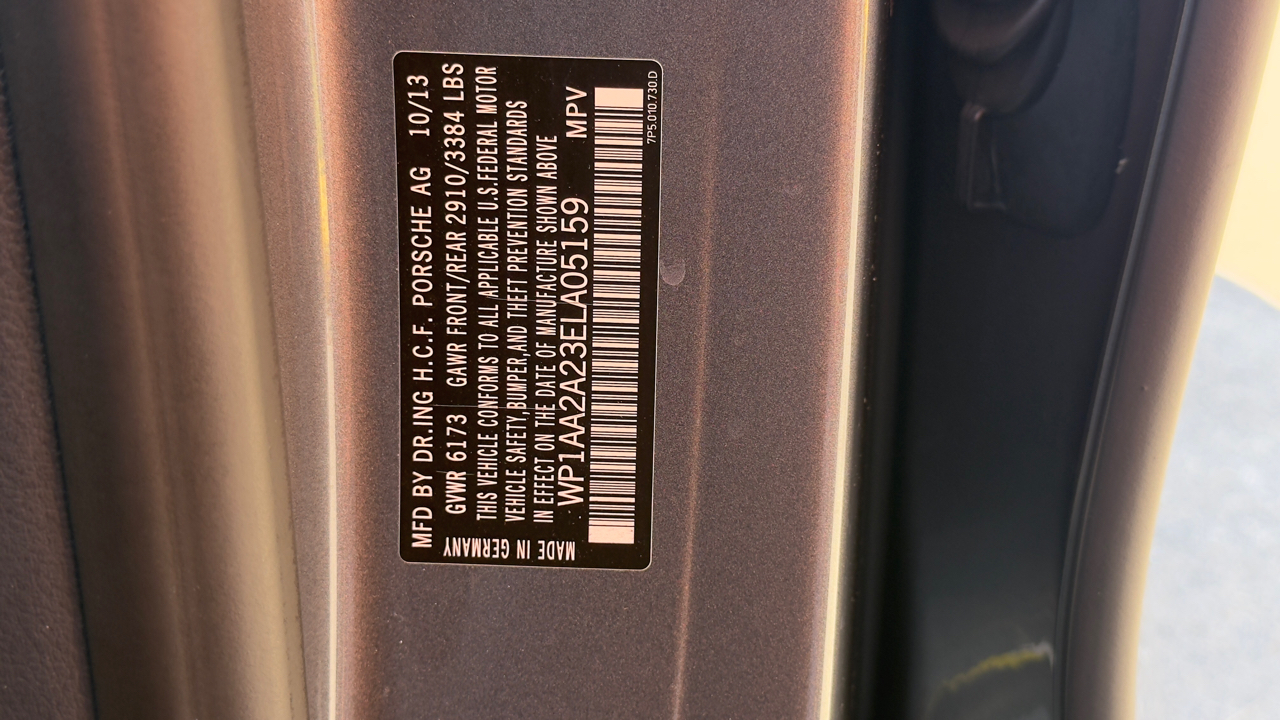 MFD BY DR.ING H.C.F. PORSCHE AG 10/13
GVWR 6173 GAWR FRONT/REAR 2910/3384 LBS
THIS VEHICLE CONFORMS TO ALL APPLICABLE U.S.FEDERAL MOTOR
VEHICLE SAFETY,BUMPER,AND THEFT PREVENTION STANDARDS
IN EFFECT ON THE DATE OF MANUFACTURE SHOWN ABOVE
WP1AA2A23ELA05159 MPV
MADE IN GERMANY
7P5.010.730.D